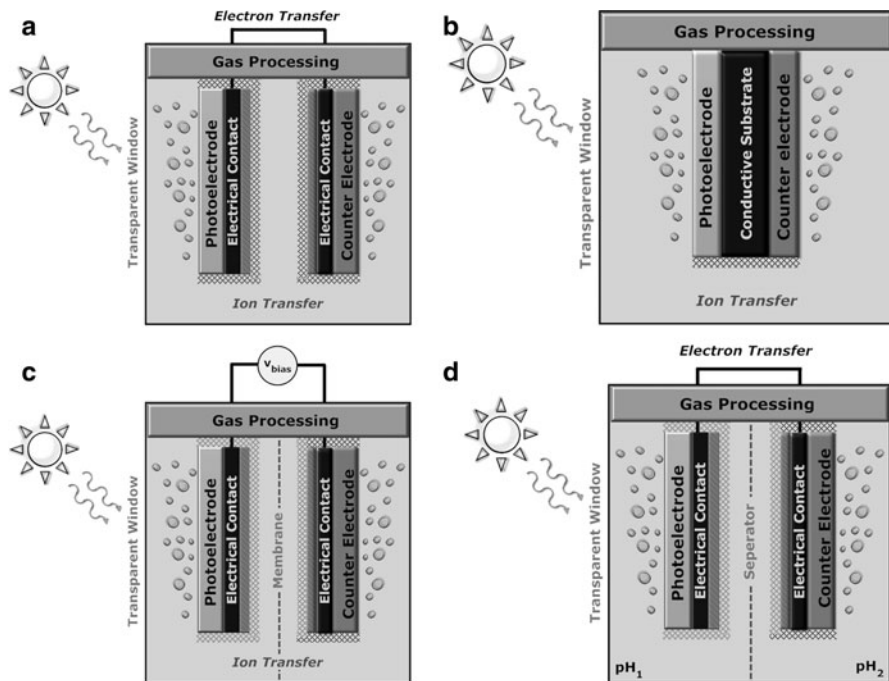 a
Electron Transfer
Gas Processing
Transparent Window
Photoelectrode
Electrical Contact
Electrical Contact
Counter Electrode
Ion Transfer
b
Gas Processing
Transparent Window
Photoelectrode
Conductive Substrate
Counter electrode
Ion Transfer
c
V bias
Gas Processing
Transparent Window
Photoelectrode
Electrical Contact
Membrane
Electrical Contact
Counter Electrode
Ion Transfer
d
Electron Transfer
Gas Processing
Transparent Window
Photoelectrode
Electrical Contact
Seperator
Electrical Contact
Counter Electrode
pH₁
pH₂